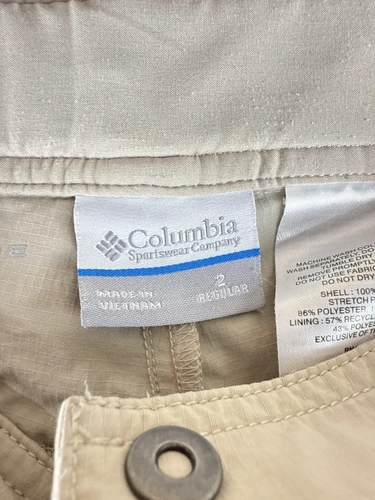 Columbia
Sportswear Company
MADE IN
VIETNAM
2
REGULAR
MACHINE WASH COL
WASH SEPARATELY
REMOVE PROMPTLY
DO NOT USE FABRIC
DO NOT DRY
SHELL : 100%
STRETCH P
86% POLYESTER
LINING : 57% RECYCL
43% POLYES
EXCLUSIVE OF T